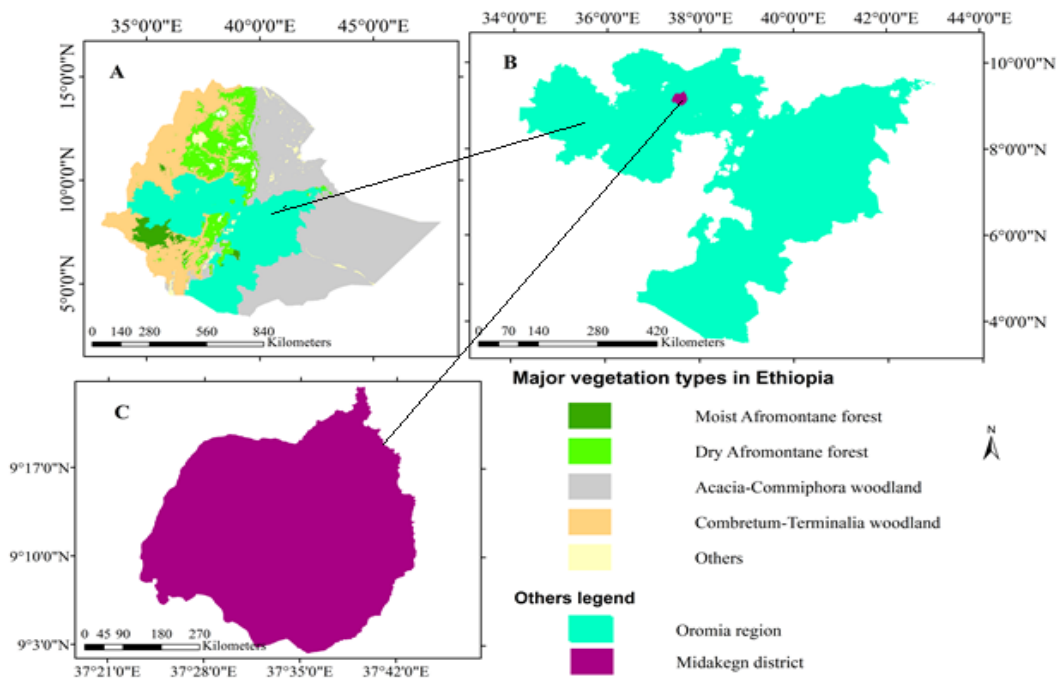 35°0'0"E 40°0'0"E 45°0'0"E
A
15°0'0"N
10°0'0"N
5°0'0"N
0 140 280 560 840
Kilometers
34°0'0"E 36°0'0"E 38°0'0"E 40°0'0"E 42°0'0"E 44°0'0"E
B
10°0'0"N
8°0'0"N
6°0'0"N
4°0'0"N
0 70 140 280 420
Kilometers
C
9°17'0"N
9°10'0"N
9°3'0"N
0 45 90 180 270
Kilometers
37°21'0"E 37°28'0"E 37°35'0"E 37°42'0"E
Major vegetation types in Ethiopia
Moist Afromontane forest
Dry Afromontane forest
Acacia-Commiphora woodland
Combretum-Terminalia woodland
Others
N
Others legend
Oromia region
Midakegn district